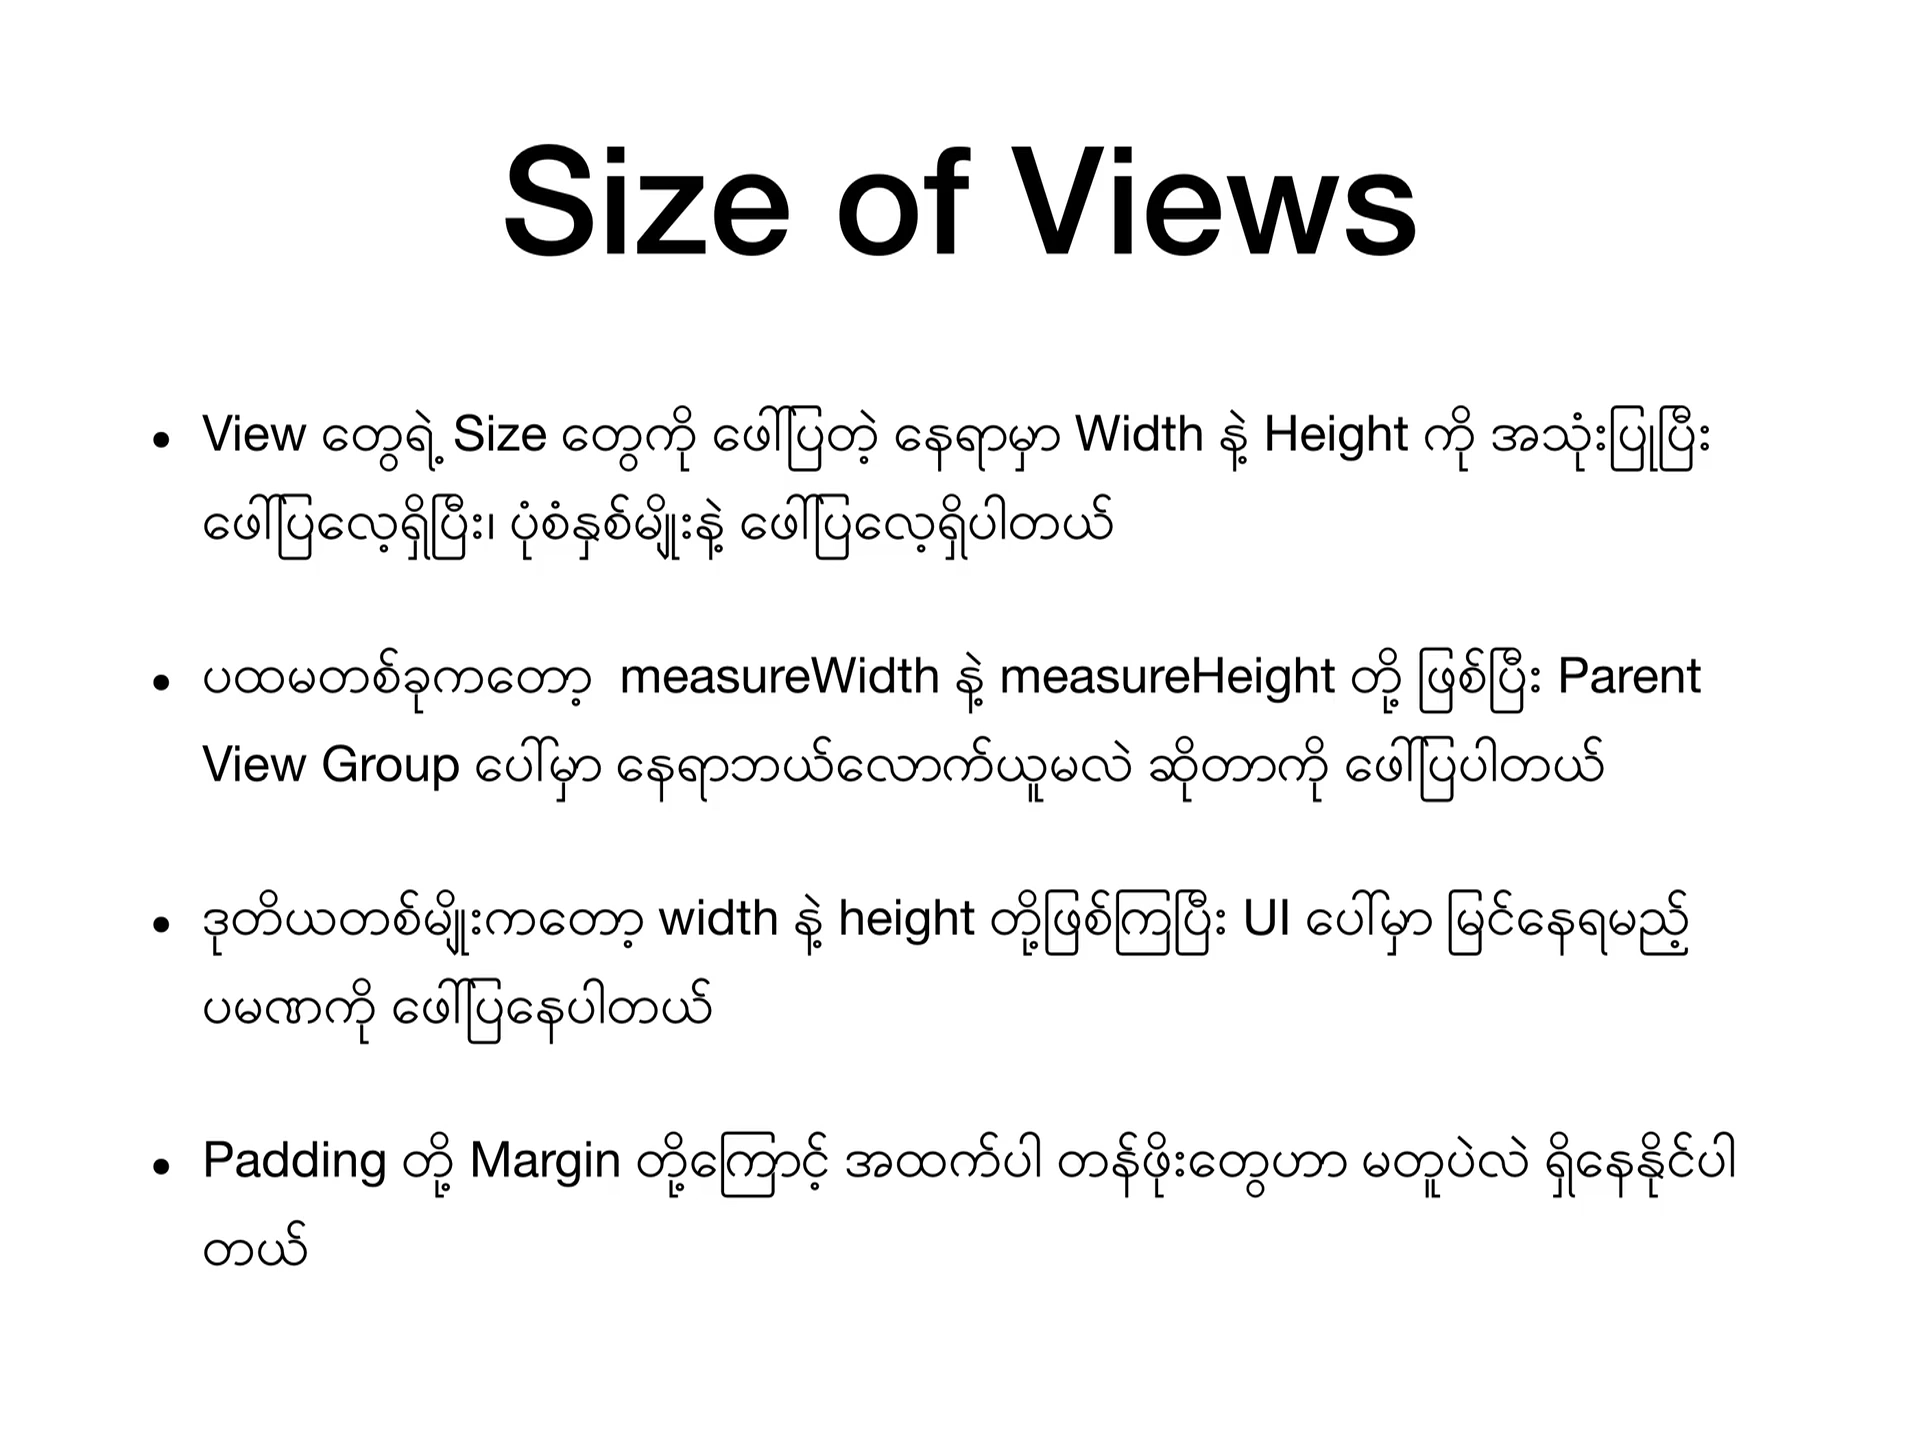 Size of Views
• View တွေရဲ့ Size တွေကို ဖေါ်ပြတဲ့ နေရာမှာ Width နဲ့ Height ကို အသုံးပြုပြီး
ဖေါ်ပြလေ့ရှိပြီး၊ ပုံစံနှစ်မျိုးနဲ့ ဖေါ်ပြလေ့ရှိပါတယ်
• ပထမတစ်ခုကတော့ measureWidth နဲ့ measureHeight တို့ ဖြစ်ပြီး Parent
View Group ပေါ်မှာ နေရာဘယ်လောက်ယူမလဲ ဆိုတာကို ဖေါ်ပြပါတယ်
• ဒုတိယတစ်မျိုးကတော့ width နဲ့ height တို့ဖြစ်ကြပြီး UI ပေါ်မှာ မြင်နေရမည့်
ပမဏကို ဖေါ်ပြနေပါတယ်
• Padding တို့ Margin တို့ကြောင့် အထက်ပါ တန်ဖိုးတွေဟာ မတူပဲလဲ ရှိနေနိုင်ပါ
တယ်